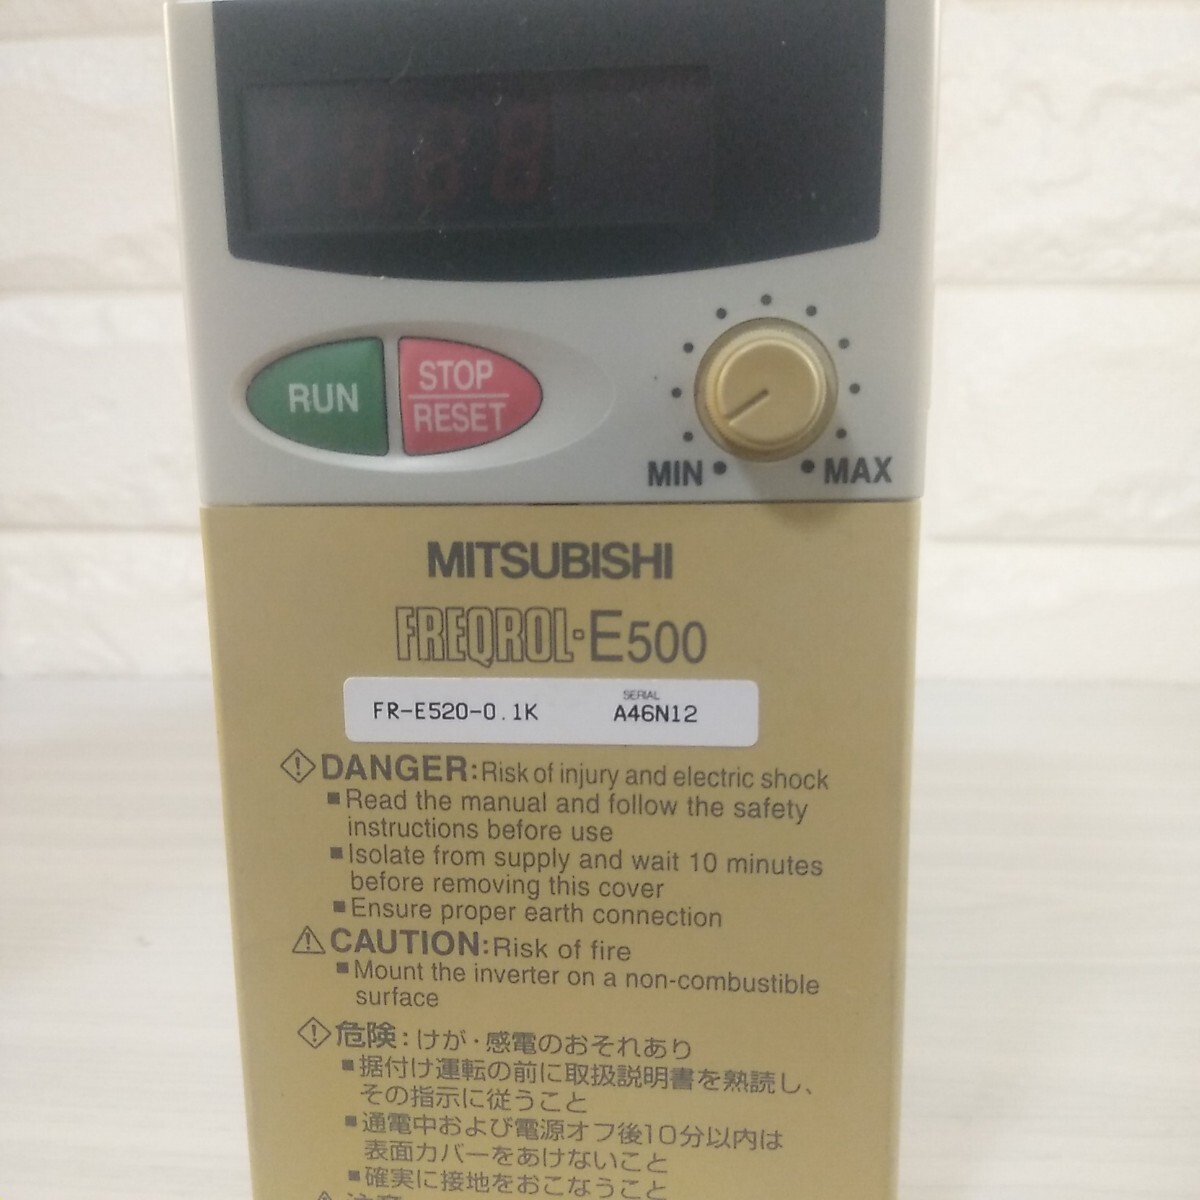 RUN
STOP
RESET
MIN
MAX
MITSUBISHI
FREQROL-E500
FR-E520-0.1K
SERIAL
A46N12
DANGER:Risk of injury and electric shock
■Read the manual and follow the safety
instructions before use
■Isolate from supply and wait 10 minutes
before removing this cover
■Ensure proper earth connection
CAUTION:Risk of fire
■Mount the inverter on a non-combustible
surface
危険:けが・感電のおそれあり
■据付け運転の前に取扱説明書を熟読し、
その指示に従うこと
■通電中および電源オフ後10分以内は
表面カバーをあけないこと
■確実に接地をおこなうこと